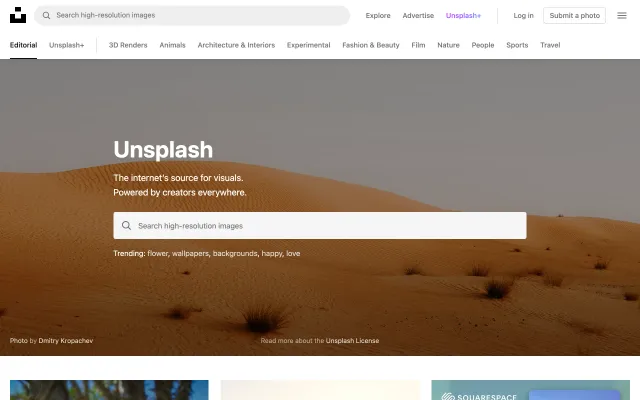 Search high-resolution images
Explore
Advertise
Unsplash+
Log in
Submit a photo
Editorial
Unsplash+
3D Renders
Animals
Architecture & Interiors
Experimental
Fashion & Beauty
Film
Nature
People
Sports
Travel
Unsplash
The internet's source for visuals.
Powered by creators everywhere.
Search high-resolution images
Trending: flower, wallpapers, backgrounds, happy, love
Photo by Dmitry Kropachev
Read more about the Unsplash License
SQUARESPACE